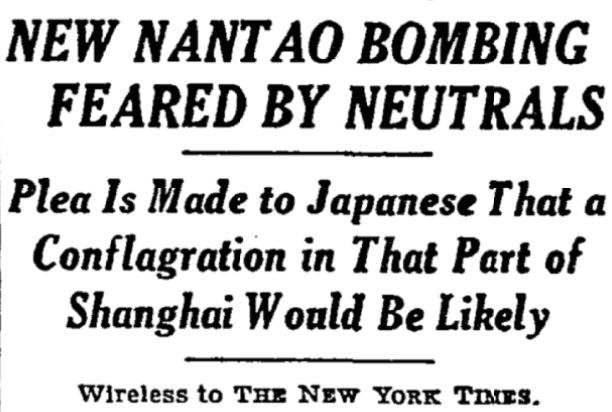 NEW NANTAO BOMBING
FEARED BY NEUTRALS
Plea Is Made to Japanese That a
Conflagration in That Part of
Shanghai Would Be Likely
Wireless to THE NEW YORK TIMES.